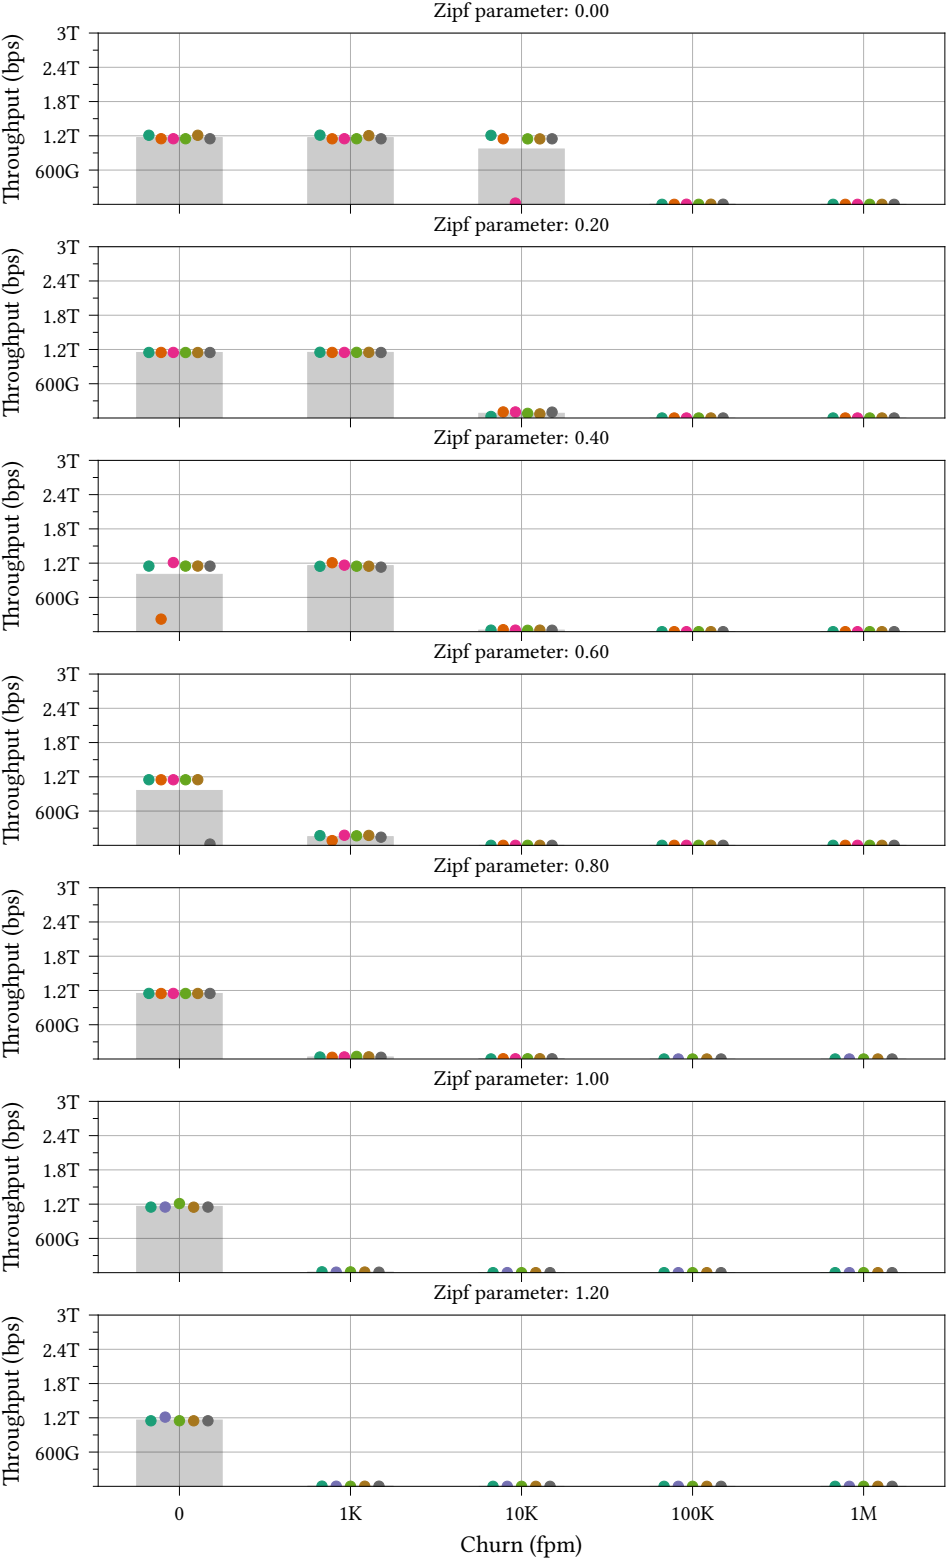 Zipf parameter: 0.00
Throughput (bps)
3T
2.4T
1.8T
1.2T
600G
Zipf parameter: 0.20
Throughput (bps)
3T
2.4T
1.8T
1.2T
600G
Zipf parameter: 0.40
Throughput (bps)
3T
2.4T
1.8T
1.2T
600G
Zipf parameter: 0.60
Throughput (bps)
3T
2.4T
1.8T
1.2T
600G
Zipf parameter: 0.80
Throughput (bps)
3T
2.4T
1.8T
1.2T
600G
Zipf parameter: 1.00
Throughput (bps)
3T
2.4T
1.8T
1.2T
600G
Zipf parameter: 1.20
Throughput (bps)
3T
2.4T
1.8T
1.2T
600G
0 1K 10K 100K 1M
Churn (fpm)